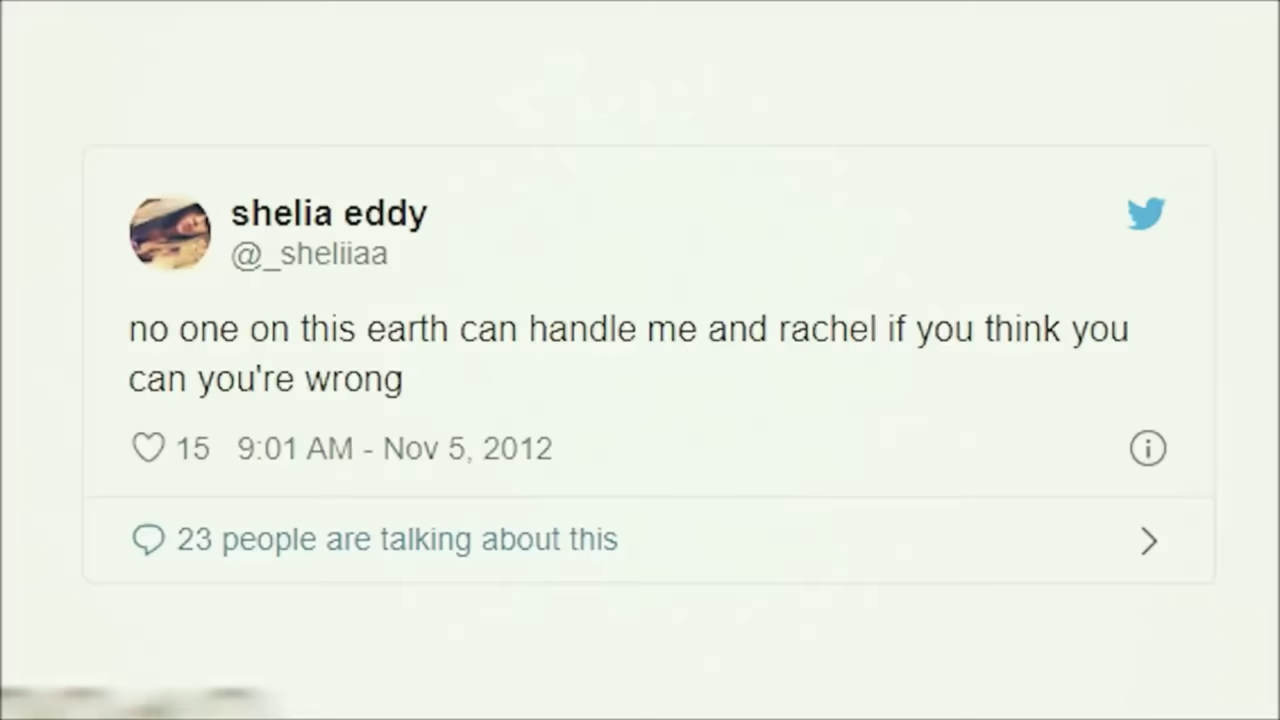 shelia eddy
@_sheliiaa
no one on this earth can handle me and rachel if you think you
can you're wrong
15 9:01 AM - Nov 5, 2012
23 people are talking about this